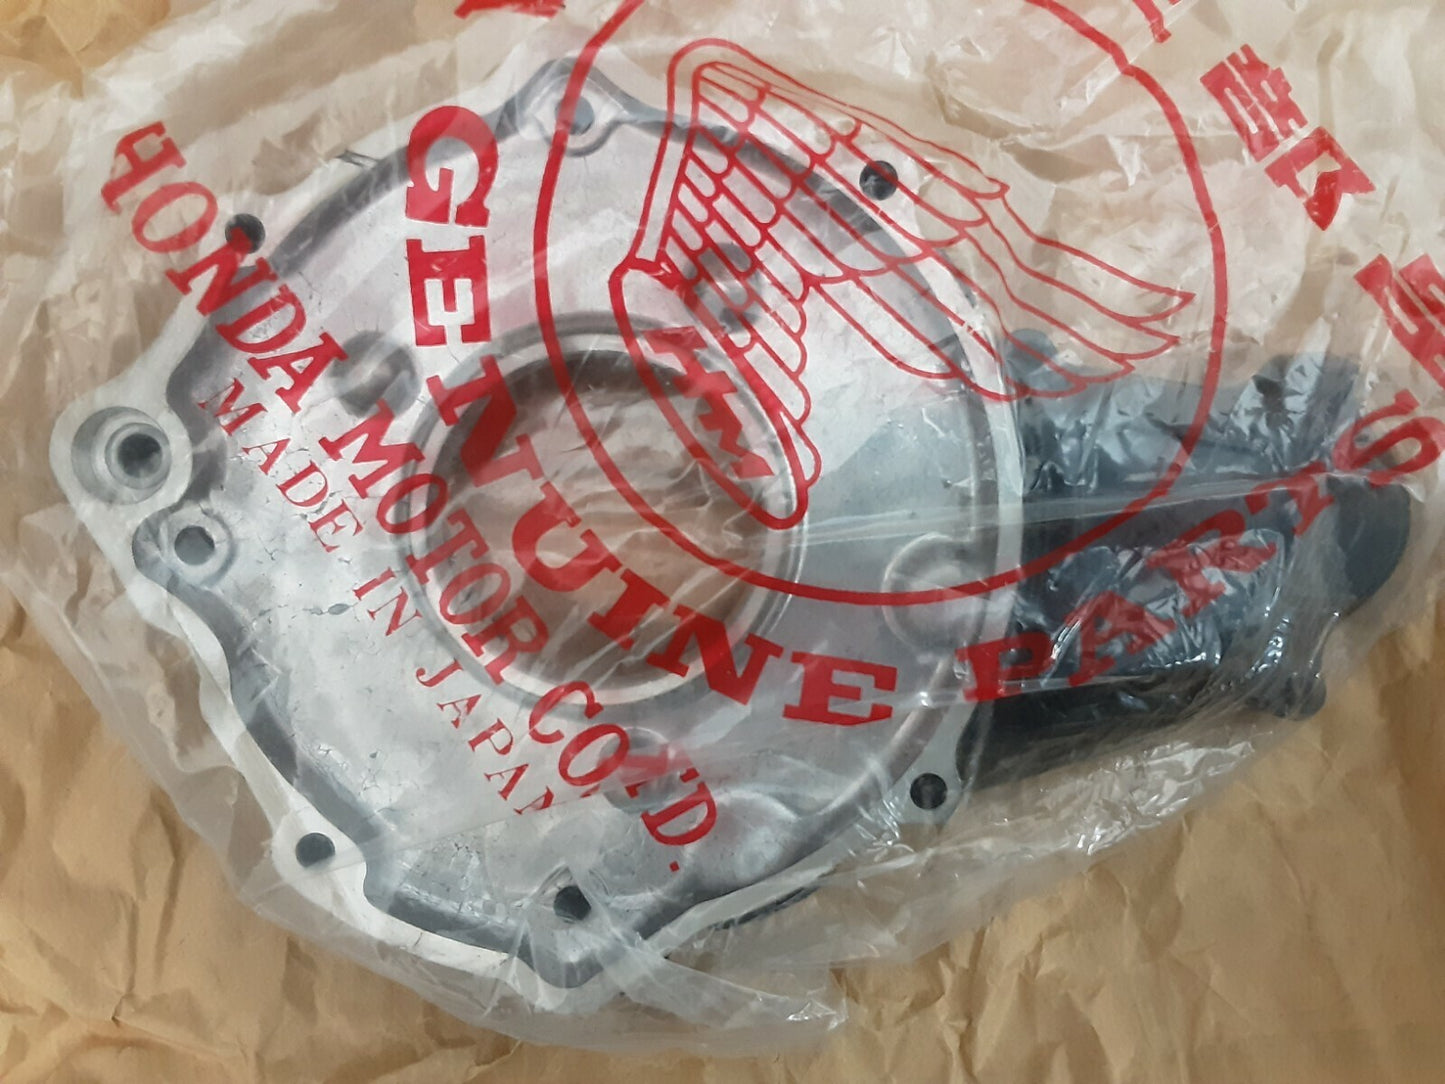 HONDA MOTOR CO.,LTD.
MADE IN JAPAN
GENUINE PARTS
HM